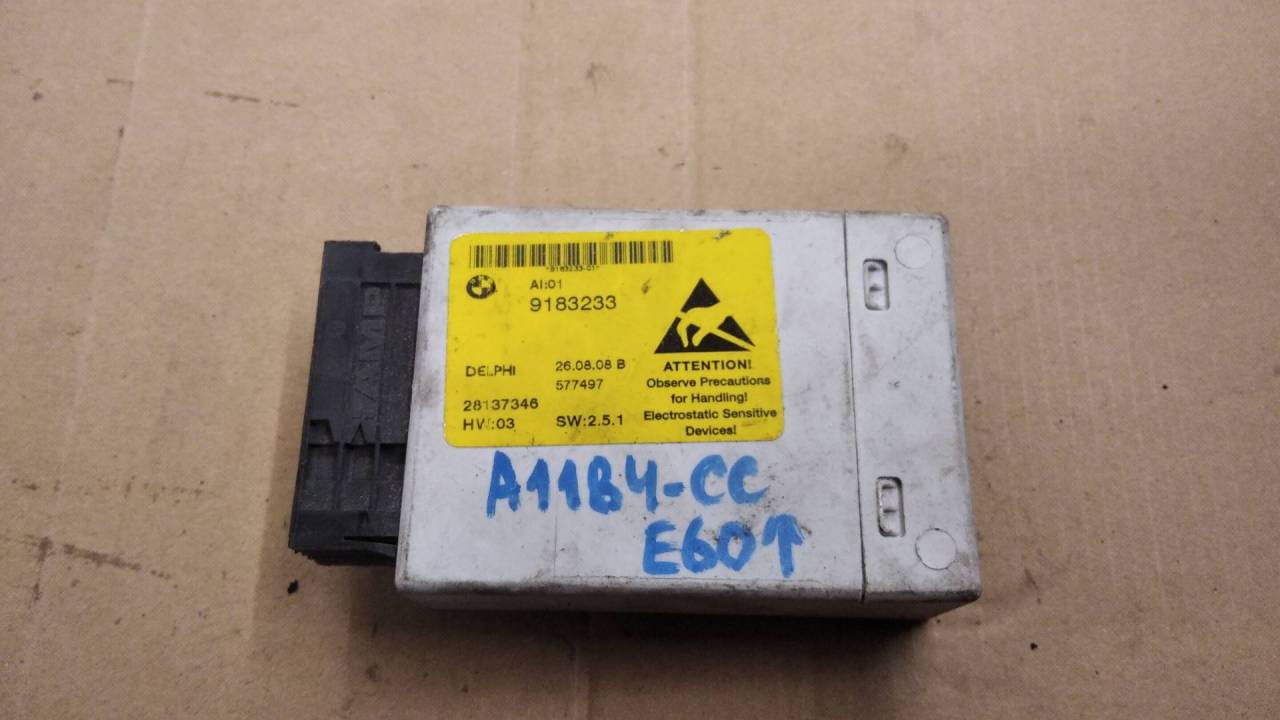 *9183233-01*
AI:01
9183233
DELPHI
26.08.08 B
577497
28137346
HW:03
SW:2.5.1
ATTENTION!
Observe Precautions
for Handling!
Electrostatic Sensitive
Devices!
AMP
A11B4-CC
E60↑